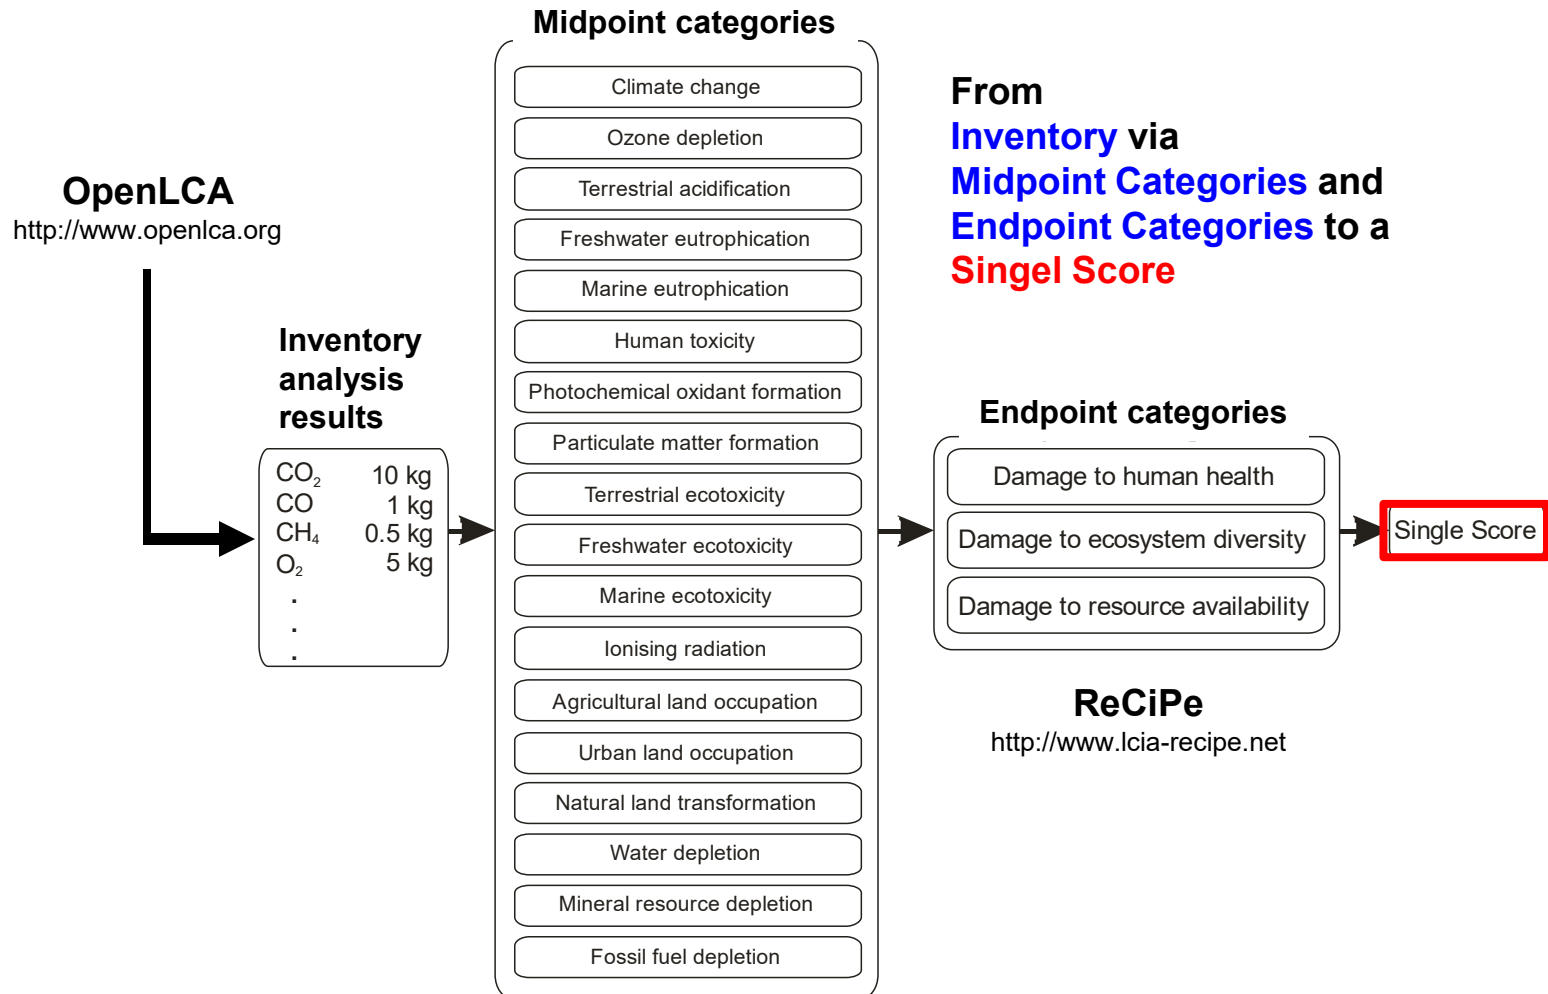 Midpoint categories
Climate change
Ozone depletion
Terrestrial acidification
Freshwater eutrophication
Marine eutrophication
Human toxicity
Photochemical oxidant formation
Particulate matter formation
Terrestrial ecotoxicity
Freshwater ecotoxicity
Marine ecotoxicity
Ionising radiation
Agricultural land occupation
Urban land occupation
Natural land transformation
Water depletion
Mineral resource depletion
Fossil fuel depletion
From
Inventory via
Midpoint Categories and
Endpoint Categories to a
Singel Score
OpenLCA
http://www.openlca.org
Inventory
analysis
results
CO₂ 10 kg
CO 1 kg
CH₄ 0.5 kg
O₂ 5 kg
.
.
.
Endpoint categories
Damage to human health
Damage to ecosystem diversity
Damage to resource availability
Single Score
ReCiPe
http://www.lcia-recipe.net